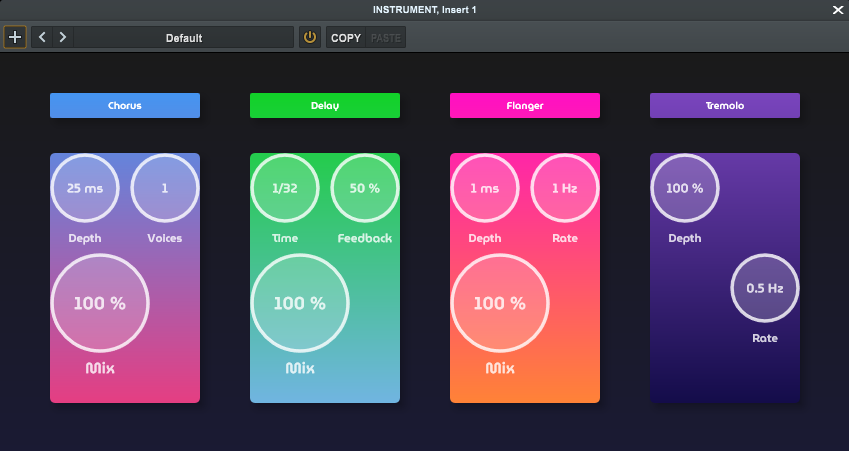 INSTRUMENT, Insert 1
Default
COPY PASTE
Chorus
Delay
Flanger
Tremolo
25 ms
1
Depth
Voices
100 %
Mix
1/32
50 %
Time
Feedback
100 %
Mix
1 ms
1 Hz
Depth
Rate
100 %
Mix
100 %
Depth
0.5 Hz
Rate